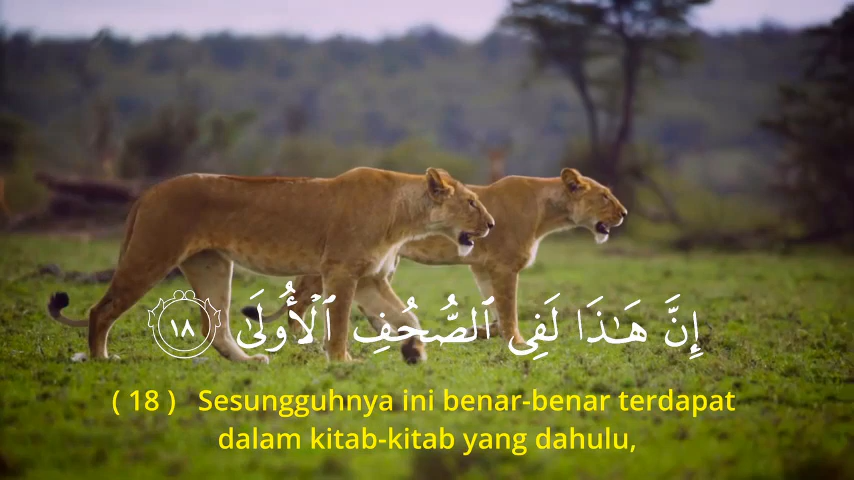 إِنَّ هَـٰذَا لَفِى ٱلصُّحُفِ ٱلْأُولَىٰ ١٨
( 18 ) Sesungguhnya ini benar-benar terdapat
dalam kitab-kitab yang dahulu,